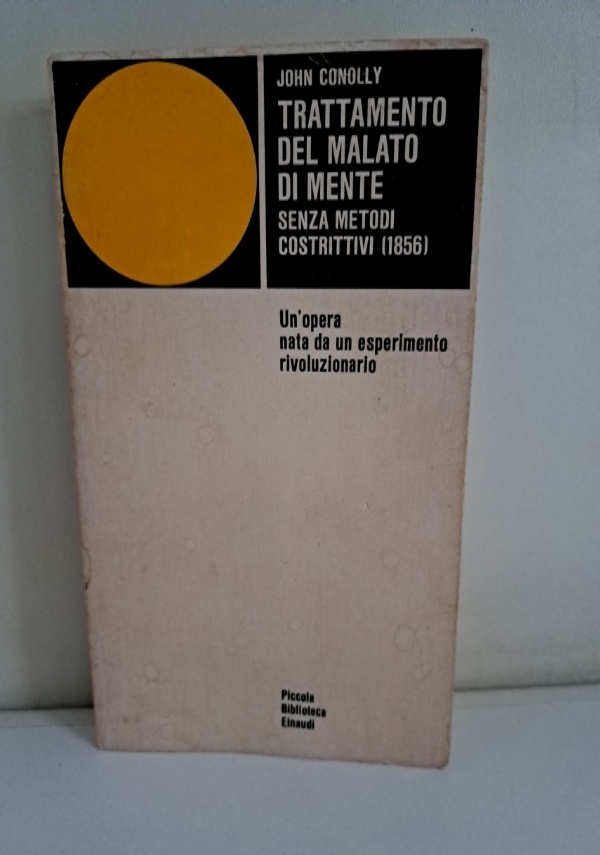 JOHN CONOLLY
TRATTAMENTO
DEL MALATO
DI MENTE
SENZA METODI
COSTRITTIVI (1856)
Un'opera
nata da un esperimento
rivoluzionario
Piccola
Biblioteca
Einaudi